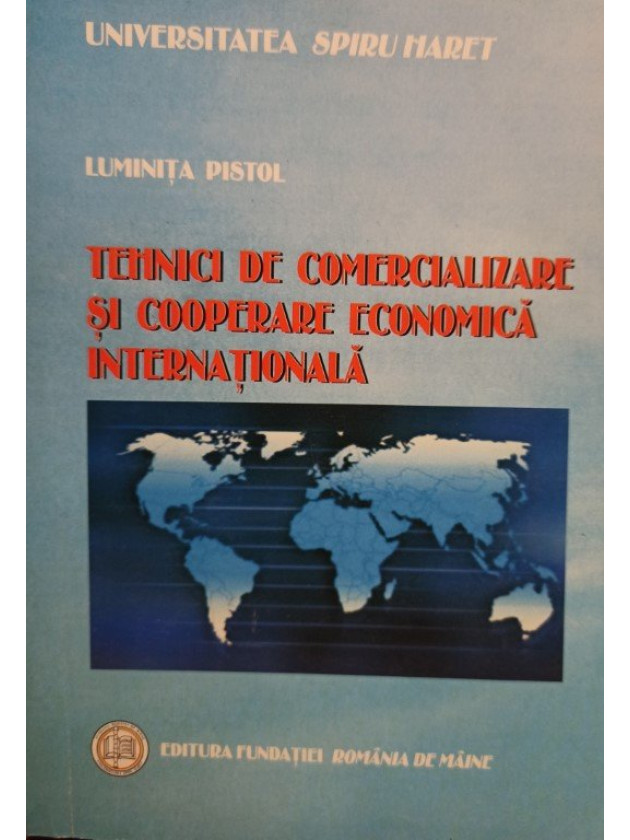 UNIVERSITATEA SPIRU HARET
LUMINIȚA PISTOL
TEHNICI DE COMERCIALIZARE
ȘI COOPERARE ECONOMICĂ
INTERNAȚIONALĂ
EDITURA FUNDAȚIEI ROMÂNIA DE MÂINE